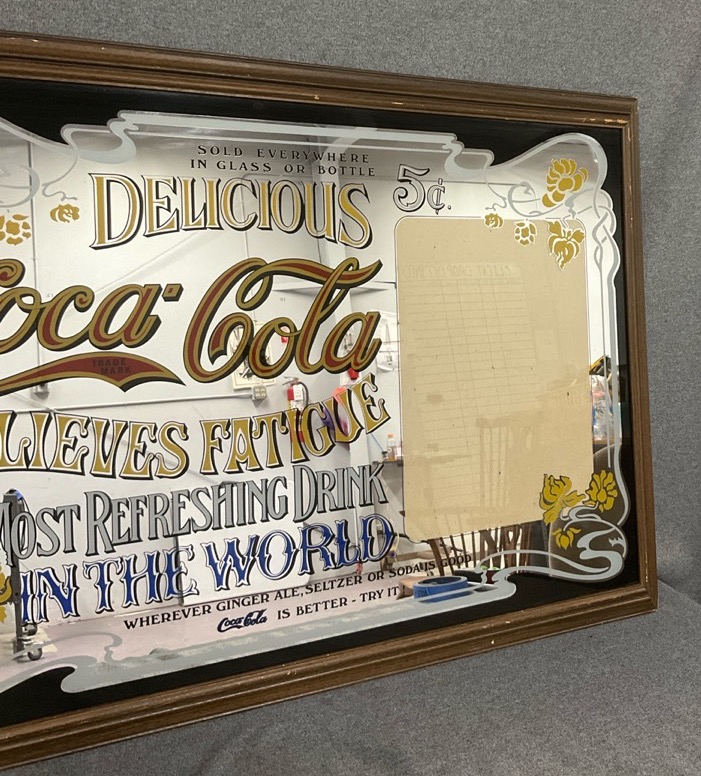 SOLD EVERYWHERE
IN GLASS OR BOTTLE
DELICIOUS
5¢.
Coca-Cola
TRADE
MARK
LIEVES FATIGUE
MOST REFRESHING DRINK
IN THE WORLD
WHEREVER GINGER ALE, SELTZER OR SODA IS GOOD
Coca-Cola IS BETTER - TRY IT